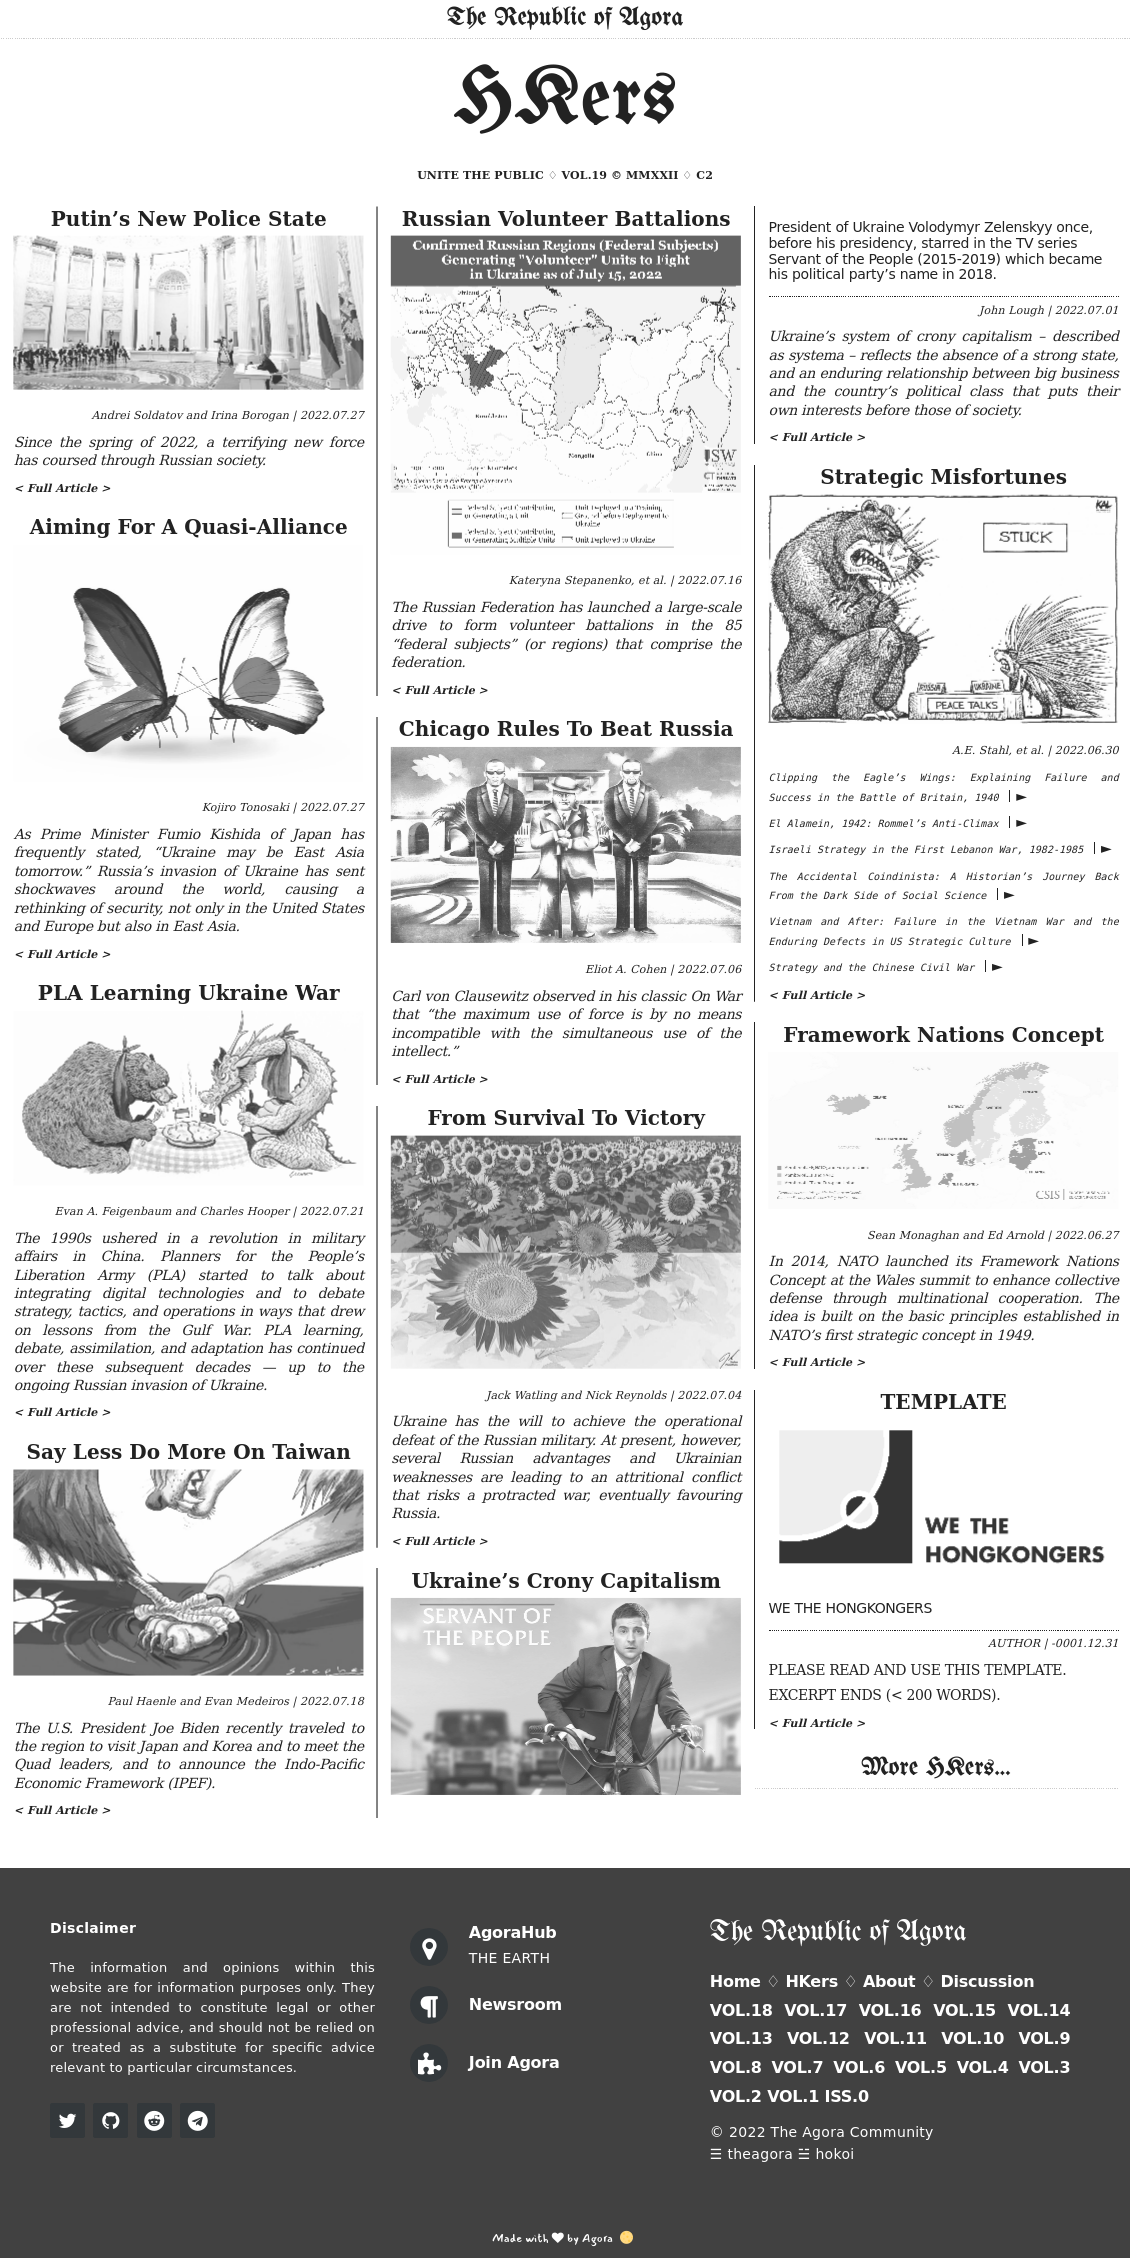 The Republic of Agora
HKers
UNITE THE PUBLIC ♢ VOL.19 © MMXXII ♢ C2
Putin’s New Police State
Andrei Soldatov and Irina Borogan | 2022.07.27
Since the spring of 2022, a terrifying new force
has coursed through Russian society.
< Full Article >
Aiming For A Quasi-Alliance
Kojiro Tonosaki | 2022.07.27
As Prime Minister Fumio Kishida of Japan has
frequently stated, “Ukraine may be East Asia
tomorrow.” Russia’s invasion of Ukraine has sent
shockwaves around the world, causing a
rethinking of security, not only in the United States
and Europe but also in East Asia.
< Full Article >
PLA Learning Ukraine War
Evan A. Feigenbaum and Charles Hooper | 2022.07.21
The 1990s ushered in a revolution in military
affairs in China. Planners for the People’s
Liberation Army (PLA) started to talk about
integrating digital technologies and to debate
strategy, tactics, and operations in ways that drew
on lessons from the Gulf War. PLA learning,
debate, assimilation, and adaptation has continued
over these subsequent decades — up to the
ongoing Russian invasion of Ukraine.
< Full Article >
Say Less Do More On Taiwan
Paul Haenle and Evan Medeiros | 2022.07.18
The U.S. President Joe Biden recently traveled to
the region to visit Japan and Korea and to meet the
Quad leaders, and to announce the Indo-Pacific
Economic Framework (IPEF).
< Full Article >
Russian Volunteer Battalions
Confirmed Russian Regions (Federal Subjects)
Generating "Volunteer" Units to Fight
in Ukraine as of July 15, 2022
Mongolia
China
ISW
Federal Subject Contributing
or Generating a Unit
Unit Deployed to a Training
Ground before Deployment to
Ukraine
Federal Subject Contributing
or Generating Multiple Units
Unit Deployed to Ukraine
Kateryna Stepanenko, et al. | 2022.07.16
The Russian Federation has launched a large-scale
drive to form volunteer battalions in the 85
“federal subjects” (or regions) that comprise the
federation.
< Full Article >
Chicago Rules To Beat Russia
Eliot A. Cohen | 2022.07.06
Carl von Clausewitz observed in his classic On War
that “the maximum use of force is by no means
incompatible with the simultaneous use of the
intellect.”
< Full Article >
From Survival To Victory
Jack Watling and Nick Reynolds | 2022.07.04
Ukraine has the will to achieve the operational
defeat of the Russian military. At present, however,
several Russian advantages and Ukrainian
weaknesses are leading to an attritional conflict
that risks a protracted war, eventually favouring
Russia.
< Full Article >
Ukraine’s Crony Capitalism
SERVANT OF
THE PEOPLE
President of Ukraine Volodymyr Zelenskyy once,
before his presidency, starred in the TV series
Servant of the People (2015-2019) which became
his political party’s name in 2018.
John Lough | 2022.07.01
Ukraine’s system of crony capitalism – described
as systema – reflects the absence of a strong state,
and an enduring relationship between big business
and the country’s political class that puts their
own interests before those of society.
< Full Article >
Strategic Misfortunes
KAL
STUCK
RUSSIA
UKRAINE
PEACE TALKS
A.E. Stahl, et al. | 2022.06.30
Clipping the Eagle’s Wings: Explaining Failure and
Success in the Battle of Britain, 1940 |►
El Alamein, 1942: Rommel’s Anti-Climax |►
Israeli Strategy in the First Lebanon War, 1982-1985 |►
The Accidental Coindinista: A Historian’s Journey Back
From the Dark Side of Social Science |►
Vietnam and After: Failure in the Vietnam War and the
Enduring Defects in US Strategic Culture |►
Strategy and the Chinese Civil War |►
< Full Article >
Framework Nations Concept
CSIS
Sean Monaghan and Ed Arnold | 2022.06.27
In 2014, NATO launched its Framework Nations
Concept at the Wales summit to enhance collective
defense through multinational cooperation. The
idea is built on the basic principles established in
NATO’s first strategic concept in 1949.
< Full Article >
TEMPLATE
WE THE
HONGKONGERS
WE THE HONGKONGERS
AUTHOR | -0001.12.31
PLEASE READ AND USE THIS TEMPLATE.
EXCERPT ENDS (< 200 WORDS).
< Full Article >
More HKers...
Disclaimer
The information and opinions within this
website are for information purposes only. They
are not intended to constitute legal or other
professional advice, and should not be relied on
or treated as a substitute for specific advice
relevant to particular circumstances.
AgoraHub
THE EARTH
Newsroom
Join Agora
The Republic of Agora
Home ♢ HKers ♢ About ♢ Discussion
VOL.18 VOL.17 VOL.16 VOL.15 VOL.14
VOL.13 VOL.12 VOL.11 VOL.10 VOL.9
VOL.8 VOL.7 VOL.6 VOL.5 VOL.4 VOL.3
VOL.2 VOL.1 ISS.0
© 2022 The Agora Community
☰ theagora ☱ hokoi
Made with ♥ by Agora